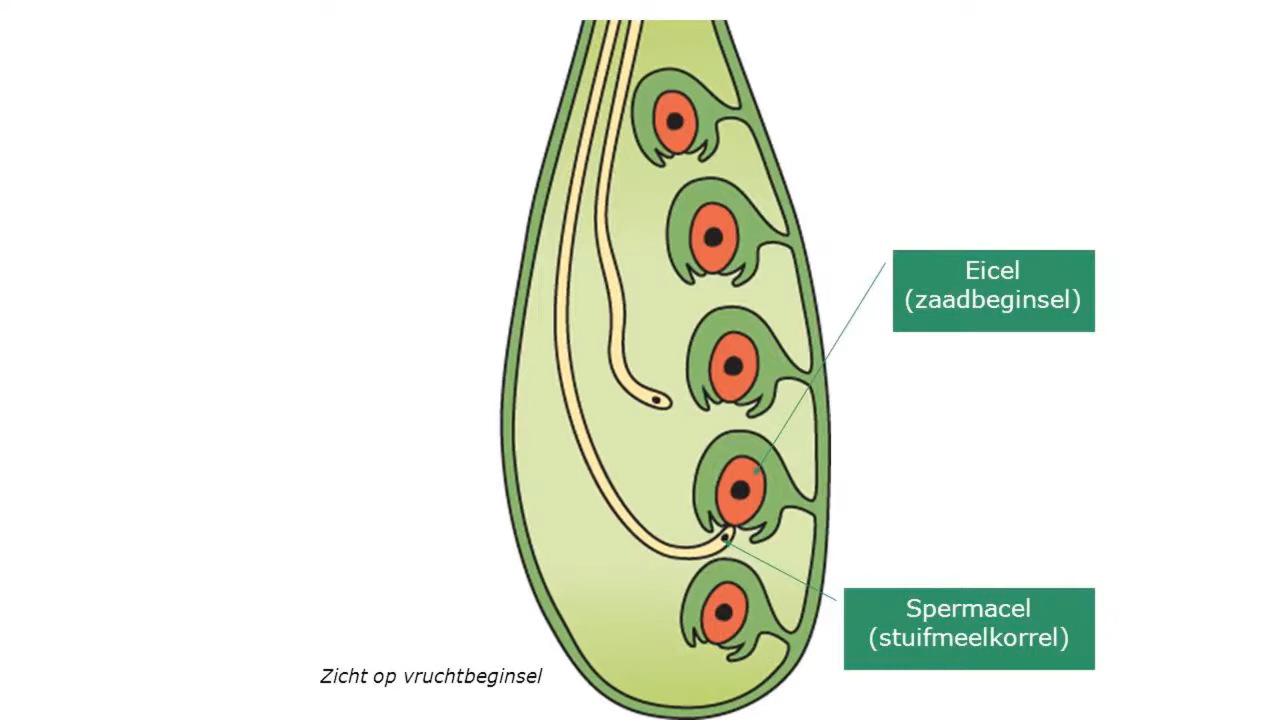 Eicel
(zaadbeginsel)
Spermacel
(stuifmeelkorrel)
Zicht op vruchtbeginsel